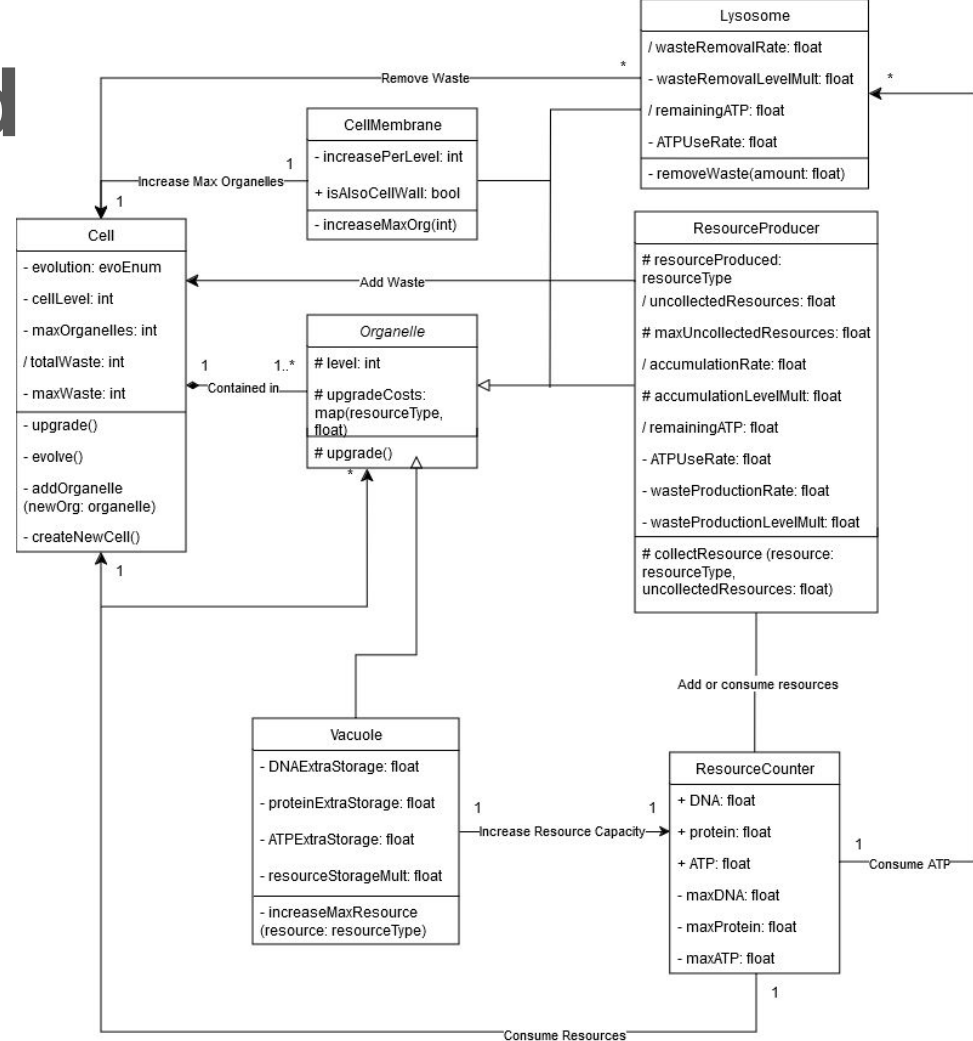 d
Lysosome
/ wasteRemovalRate: float
- wasteRemovalLevelMult: float
/ remainingATP: float
- ATPUseRate: float
- removeWaste(amount: float)
*
*
Remove Waste
CellMembrane
- increasePerLevel: int
+ isAlsoCellWall: bool
- increaseMaxOrg(int)
1
Increase Max Organelles
1
Cell
- evolution: evoEnum
- cellLevel: int
- maxOrganelles: int
/ totalWaste: int
- maxWaste: int
- upgrade()
- evolve()
- addOrganelle
(newOrg: organelle)
- createNewCell()
1
ResourceProducer
# resourceProduced:
resourceType
/ uncollectedResources: float
# maxUncollectedResources: float
/ accumulationRate: float
# accumulationLevelMult: float
/ remainingATP: float
- ATPUseRate: float
- wasteProductionRate: float
- wasteProductionLevelMult: float
# collectResource (resource:
resourceType,
uncollectedResources: float)
Add Waste
Organelle
# level: int
# upgradeCosts:
map(resourceType,
float)
# upgrade()
*
1
1..*
Contained in
Add or consume resources
Vacuole
- DNAExtraStorage: float
- proteinExtraStorage: float
- ATPExtraStorage: float
- resourceStorageMult: float
- increaseMaxResource
(resource: resourceType)
1
1
Increase Resource Capacity
ResourceCounter
+ DNA: float
+ protein: float
+ ATP: float
- maxDNA: float
- maxProtein: float
- maxATP: float
1
Consume ATP
1
Consume Resources